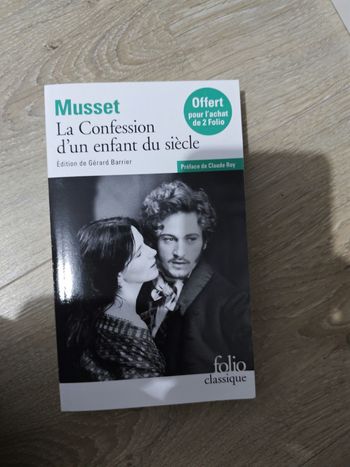 Musset
La Confession
d'un enfant du siècle
Édition de Gérard Barrier
Offert
pour l'achat
de 2 Folio
Préface de Claude Roy
folio
classique